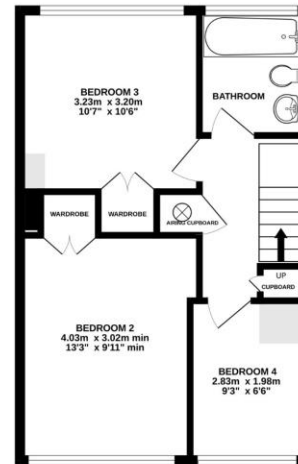 BEDROOM 3
3.23m x 3.20m
10'7" x 10'6"
BATHROOM
WARDROBE
WARDROBE
AIRING CUPBOARD
UP
CUPBOARD
BEDROOM 2
4.03m x 3.02m min
13'3" x 9'11" min
BEDROOM 4
2.83m x 1.98m
9'3" x 6'6"